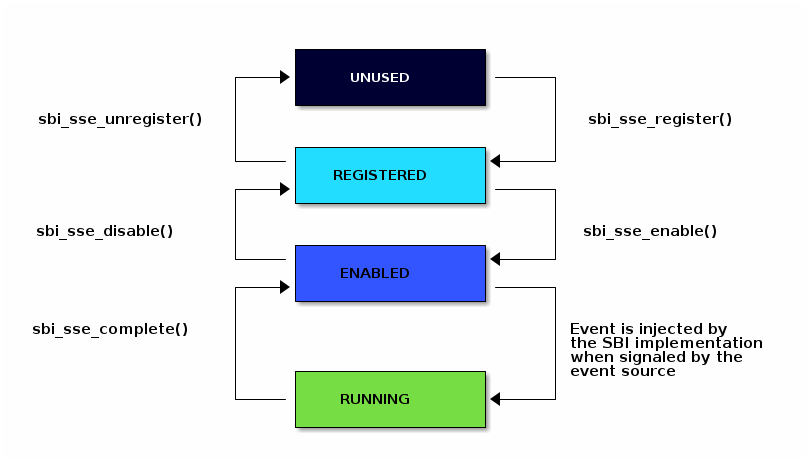 UNUSED
sbi_sse_unregister()
sbi_sse_register()
REGISTERED
sbi_sse_disable()
sbi_sse_enable()
ENABLED
sbi_sse_complete()
Event is injected by
the SBI implementation
when signaled by the
event source
RUNNING